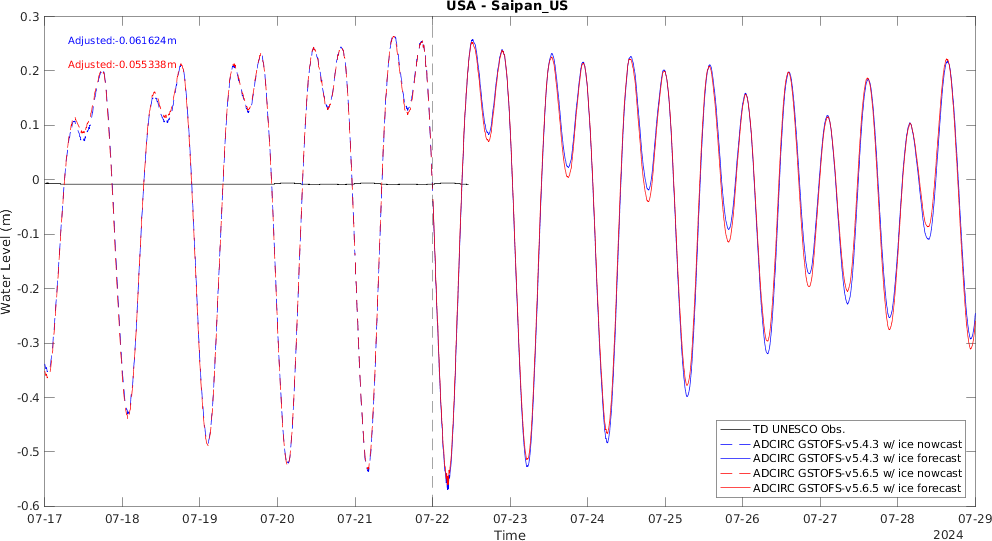 USA - Saipan_US
Adjusted:-0.061624m
Adjusted:-0.055338m
0.3
0.2
0.1
0
-0.1
-0.2
-0.3
-0.4
-0.5
-0.6
Water Level (m)
TD UNESCO Obs.
ADCIRC GSTOFS-v5.4.3 w/ ice nowcast
ADCIRC GSTOFS-v5.4.3 w/ ice forecast
ADCIRC GSTOFS-v5.6.5 w/ ice nowcast
ADCIRC GSTOFS-v5.6.5 w/ ice forecast
07-17 07-18 07-19 07-20 07-21 07-22 07-23 07-24 07-25 07-26 07-27 07-28 07-29
Time
2024